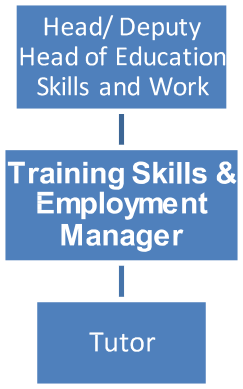 Head/ Deputy
Head of Education
Skills and Work
Training Skills &
Employment
Manager
Tutor